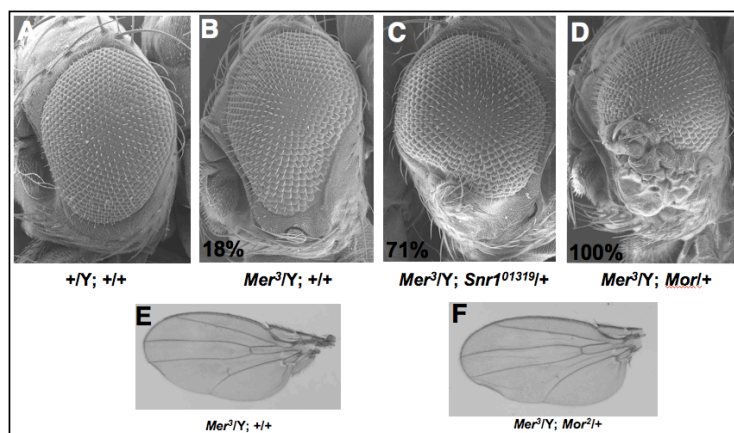 A B C D
18% 71% 100%
+/Y; +/+ Mer³/Y; +/+ Mer³/Y; Snr1⁰¹³¹⁹/+ Mer³/Y; Mor/+
E F
Mer³/Y; +/+ Mer³/Y; Mor²/+